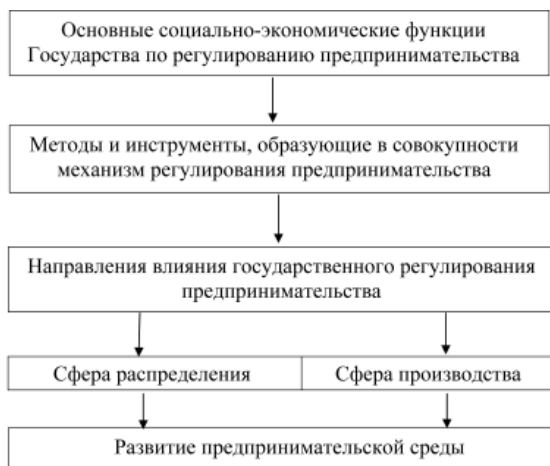 Основные социально-экономические функции
Государства по регулированию предпринимательства
Методы и инструменты, образующие в совокупности
механизм регулирования предпринимательства
Направления влияния государственного регулирования
предпринимательства
Сфера распределения
Сфера производства
Развитие предпринимательской среды